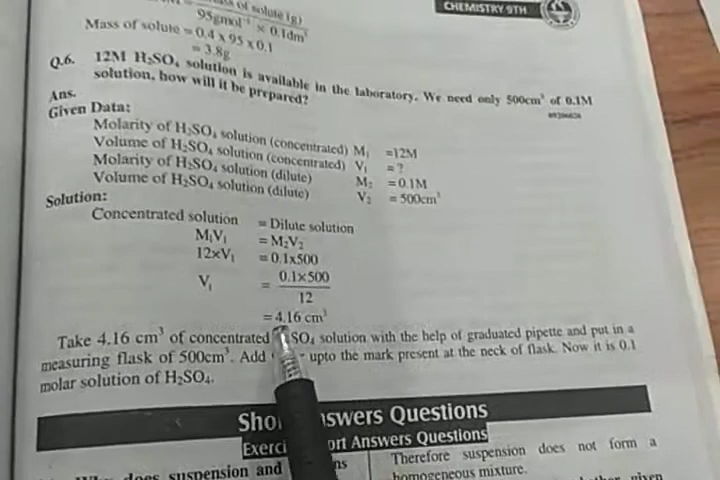 of solute (g)
95gmol⁻¹ × 0.1dm³
CHEMISTRY 9TH
Mass of solute = 0.4 x 95 x 0.1
= 3.8g
Q.6. 12M H₂SO₄ solution is available in the laboratory. We need only 500cm³ of 0.1M
solution, how will it be prepared?
Ans.
Given Data:
Molarity of H₂SO₄ solution (concentrated) M₁ =12M
Volume of H₂SO₄ solution (concentrated) V₁ = ?
Molarity of H₂SO₄ solution (dilute) M₂ = 0.1M
Volume of H₂SO₄ solution (dilute) V₂ = 500cm³
Solution:
Concentrated solution = Dilute solution
M₁V₁ = M₂V₂
12×V₁ = 0.1x500
V₁ = 0.1×500
12
= 4.16 cm³
Take 4.16 cm³ of concentrated SO₄ solution with the help of graduated pipette and put in a
measuring flask of 500cm³. Add upto the mark present at the neck of flask. Now it is 0.1
molar solution of H₂SO₄.
Questions
Answers Questions
does suspension and
Therefore suspension does not form a
homogeneous mixture.